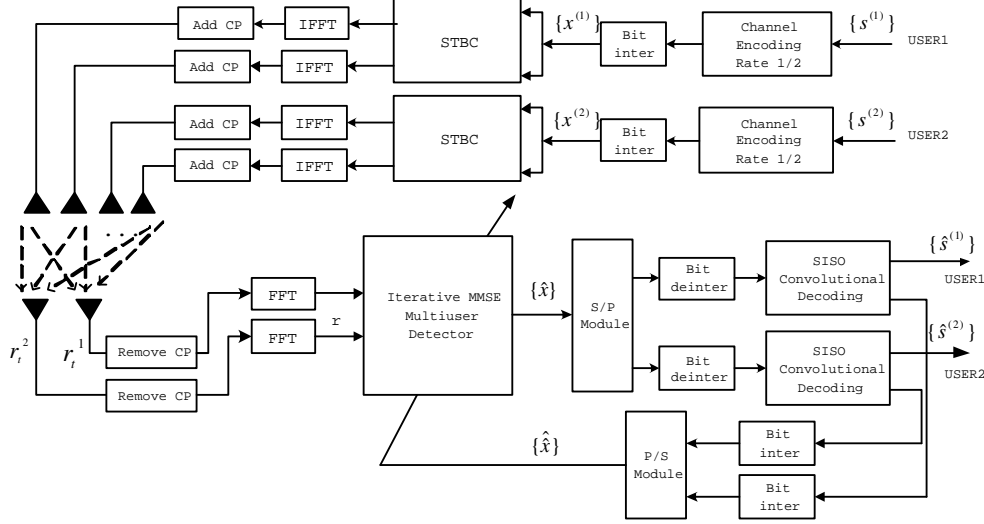 Add CP
IFFT
STBC
{x^(1)}
Bit
inter
Channel
Encoding
Rate 1/2
{s^(1)}
USER1
Add CP
IFFT
Add CP
IFFT
STBC
{x^(2)}
Bit
inter
Channel
Encoding
Rate 1/2
{s^(2)}
USER2
Add CP
IFFT
...
r_t^2
r_t^1
Remove CP
Remove CP
FFT
FFT
r
Iterative MMSE
Multiuser
Detector
{x̂}
S/P
Module
Bit
deinter
SISO
Convolutional
Decoding
{ŝ^(1)}
USER1
Bit
deinter
SISO
Convolutional
Decoding
{ŝ^(2)}
USER2
{x̂̂}
P/S
Module
Bit
inter
Bit
inter